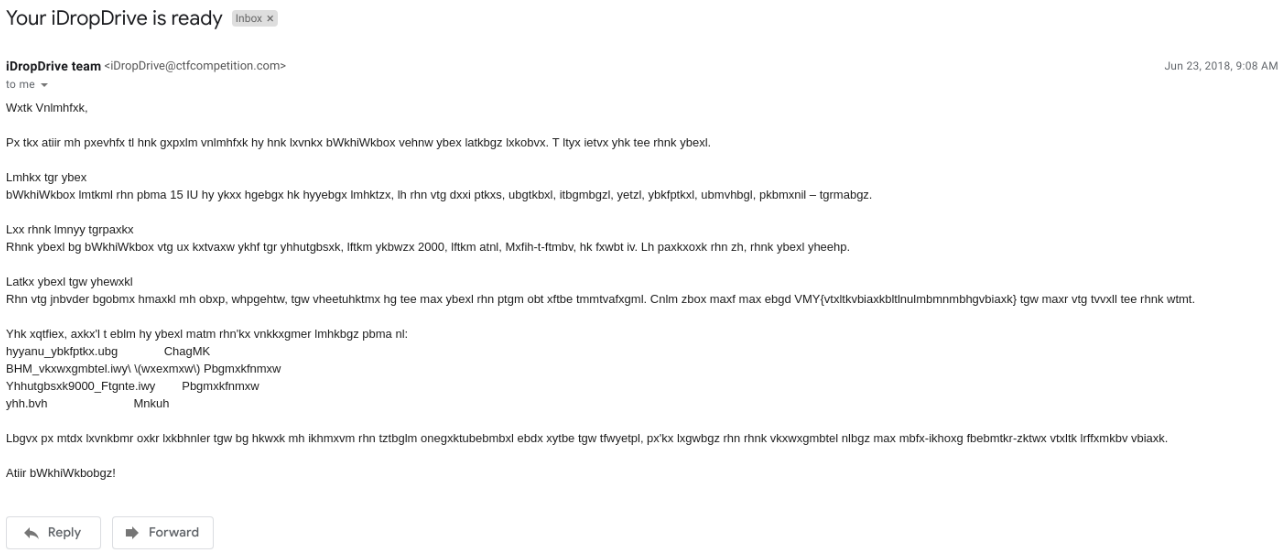 Your iDropDrive is ready Inbox ×
iDropDrive team <iDropDrive@ctfcompetition.com> Jun 23, 2018, 9:08 AM
to me
Wxtk Vnlmhfxk,
Px tkx atiir mh pxevhfx tl hnk gxpxlm vnlmhfxk hy hnk lxvnkx bWkhiWkbox vehnw ybex latkbgz lxkobvx. T ltyx ietvx yhk tee rhnk ybexl.
Lmhkx tgr ybex
bWkhiWkbox lmtkml rhn pbma 15 IU hy ykxx hgebgx hk hyyebgx lmhktzx, lh rhn vtg dxxi ptkxs, ubgtkbxl, itbgmbgzl, yetzl, ybkfptkxl, ubmvhbgl, pkbmxnil – tgrmabgz.
Lxx rhnk lmnyy tgrpaxkx
Rhnk ybexl bg bWkhiWkbox vtg ux kxtvaxw ykhf tgr yhhutgbsxk, lftkm ykbwzx 2000, lftkm atnl, Mxfih-t-ftmbv, hk fxwbt iv. Lh paxkxoxk rhn zh, rhnk ybexl yheehp.
Latkx ybexl tgw yhewxkl
Rhn vtg jnbvder bgobmx hmaxkl mh obxp, whpgehtw, tgw vheetuhktmx hg tee max ybexl rhn ptgm obt xftbe tmmtvafxgml. Cnlm zbox maxf max ebgd VMY{vtxltkvbiaxkbltlnulmbmnmbhgvbiaxk} tgw maxr vtg tvvxll tee rhnk wtmt.
Yhk xqtfiex, axkx'l t eblm hy ybexl matm rhn'kx vnkkxgmer lmhkbgz pbma nl:
hyyanu_ybkfptkx.ubg ChagMK
BHM_vkxwxgmbtel.iwy\ \(wxexmxw\) Pbgmxkfnmxw
Yhhutgbsxk9000_Ftgnte.iwy Pbgmxkfnmxw
yhh.bvh Mnkuh
Lbgvx px mtdx lxvnkbmr oxkr lxkbhnler tgw bg hkwxk mh ikhmxvm rhn tztbglm onegxktubebmbxl ebdx xytbe tgw tfwyetpl, px'kx lxgwbgz rhn rhnk vkxwxgmbtel nlbgz max mbfx-ikhoxg fbebmtkr-zktwx vtxltk lrffxmkbv vbiaxk.
Atiir bWkhiWkbobgz!
Reply Forward